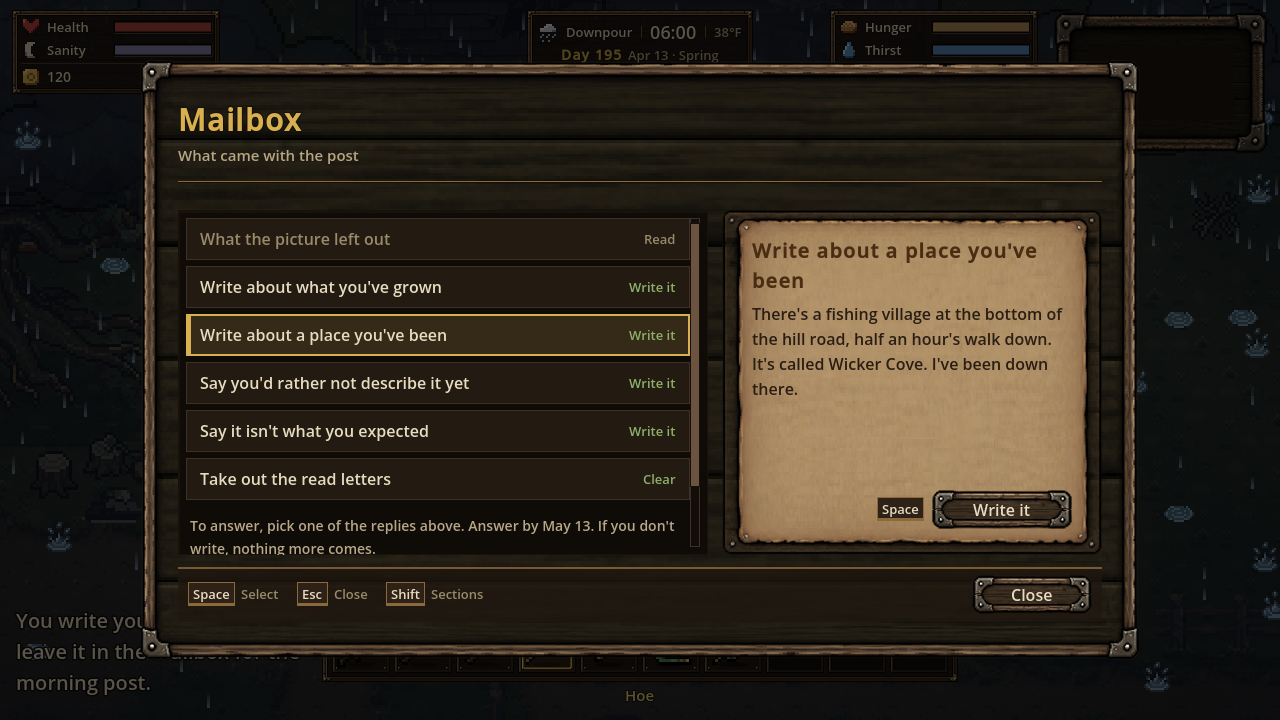 Health
Sanity
120
Downpour
06:00
38°F
Day 195 Apr 13 · Spring
Hunger
Thirst
Mailbox
What came with the post
What the picture left out
Read
Write about what you've grown
Write it
Write about a place you've been
Write it
Say you'd rather not describe it yet
Write it
Say it isn't what you expected
Write it
Take out the read letters
Clear
To answer, pick one of the replies above. Answer by May 13. If you don't
write, nothing more comes.
Write about a place you've
been
There's a fishing village at the bottom of
the hill road, half an hour's walk down.
It's called Wicker Cove. I've been down
there.
Space
Write it
Space Select
Esc Close
Shift Sections
Close
You write
leave it in the
morning post.
Hoe